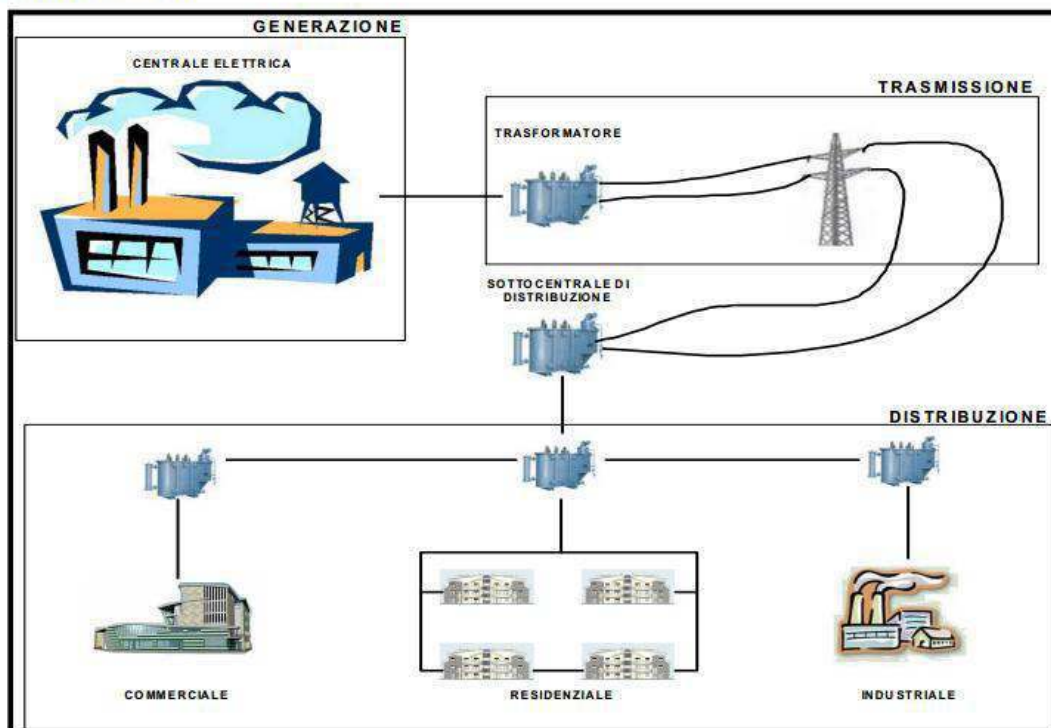 GENERAZIONE
CENTRALE ELETTRICA
TRASMISSIONE
TRASFORMATORE
SOTTOCENTRALE DI
DISTRIBUZIONE
DISTRIBUZIONE
COMMERCIALE
RESIDENZIALE
INDUSTRIALE